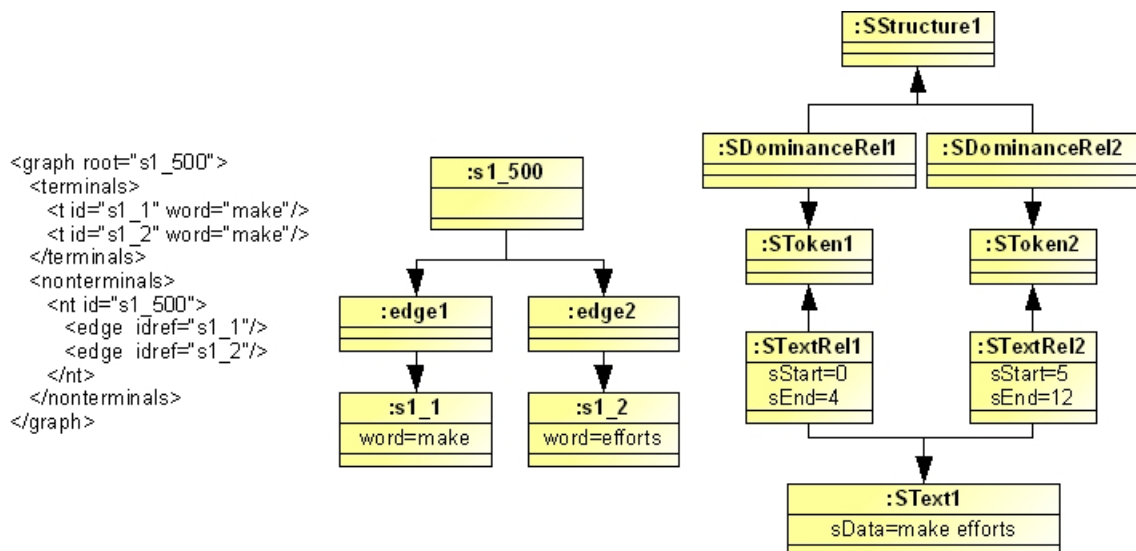 <graph root="s1_500">
<terminals>
<t id="s1_1" word="make"/>
<t id="s1_2" word="make"/>
</terminals>
<nonterminals>
<nt id="s1_500">
<edge idref="s1_1"/>
<edge idref="s1_2"/>
</nt>
</nonterminals>
</graph>
:s1_500
:edge1
:edge2
:s1_1
word=make
:s1_2
word=efforts
:SStructure1
:SDominanceRel1
:SDominanceRel2
:SToken1
:SToken2
:STextRel1
sStart=0
sEnd=4
:STextRel2
sStart=5
sEnd=12
:SText1
sData=make efforts